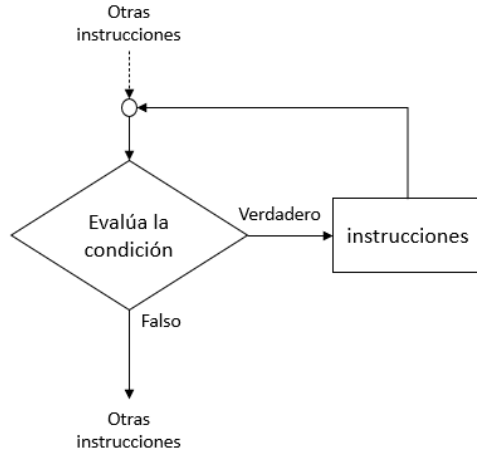 Otras
instrucciones
Evalúa la
condición
Verdadero
instrucciones
Falso
Otras
instrucciones